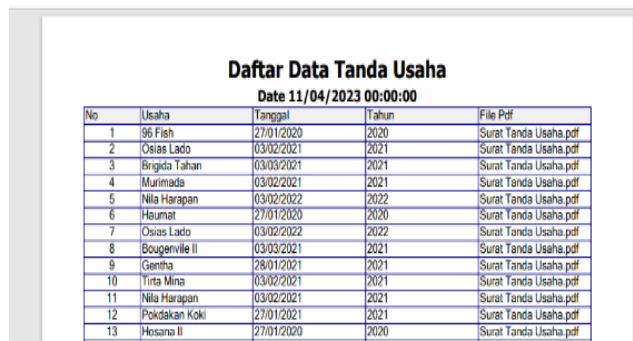 Daftar Data Tanda Usaha
Date 11/04/2023 00:00:00
No Usaha Tanggal Tahun File Pdf
1 96 Fish 27/01/2020 2020 Surat Tanda Usaha.pdf
2 Osias Lado 03/02/2021 2021 Surat Tanda Usaha.pdf
3 Brigida Tahan 03/03/2021 2021 Surat Tanda Usaha.pdf
4 Murimada 03/02/2021 2021 Surat Tanda Usaha.pdf
5 Nila Harapan 03/02/2022 2022 Surat Tanda Usaha.pdf
6 Haumat 27/01/2020 2020 Surat Tanda Usaha.pdf
7 Osias Lado 03/02/2022 2022 Surat Tanda Usaha.pdf
8 Bougenvile II 03/03/2021 2021 Surat Tanda Usaha.pdf
9 Gentha 28/01/2021 2021 Surat Tanda Usaha.pdf
10 Tirta Mina 03/02/2021 2021 Surat Tanda Usaha.pdf
11 Nila Harapan 03/02/2021 2021 Surat Tanda Usaha.pdf
12 Pokdakan Koki 27/01/2021 2021 Surat Tanda Usaha.pdf
13 Hosana II 27/01/2020 2020 Surat Tanda Usaha.pdf